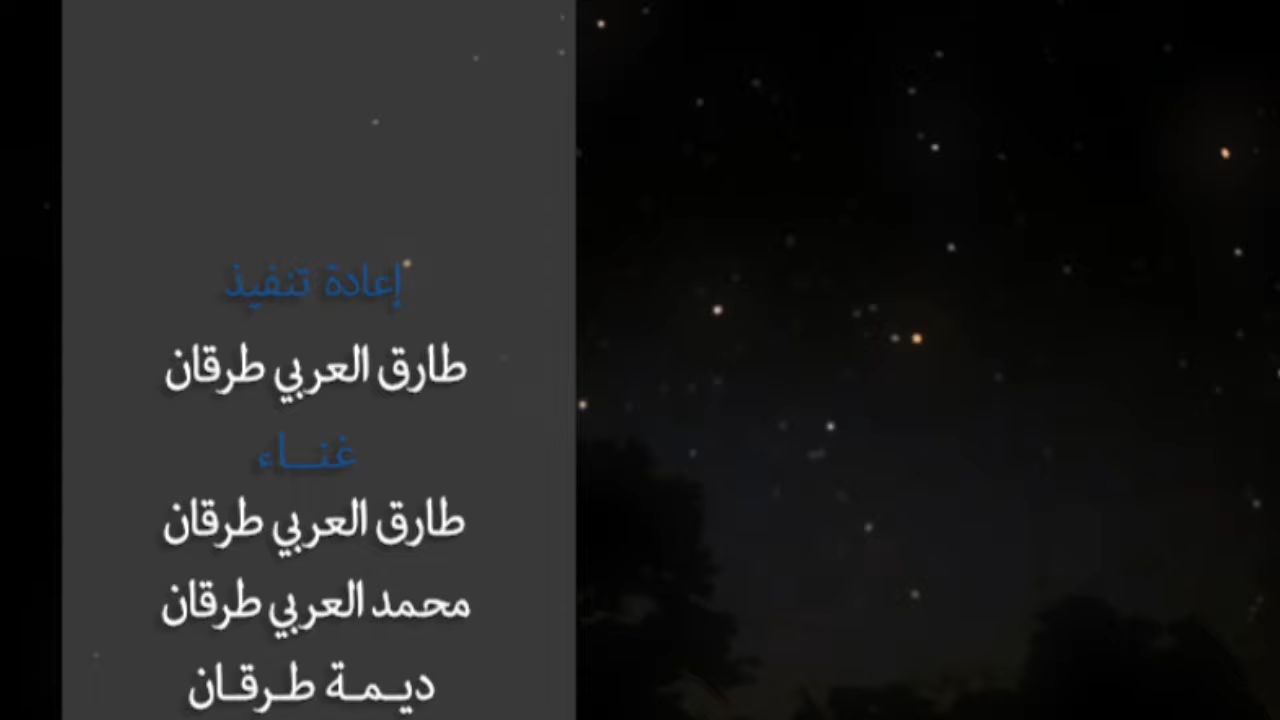 إعادة تنفيذ
طارق العربي طرقان
غنــاء
طارق العربي طرقان
محمد العربي طرقان
ديـمـة طـرقـان